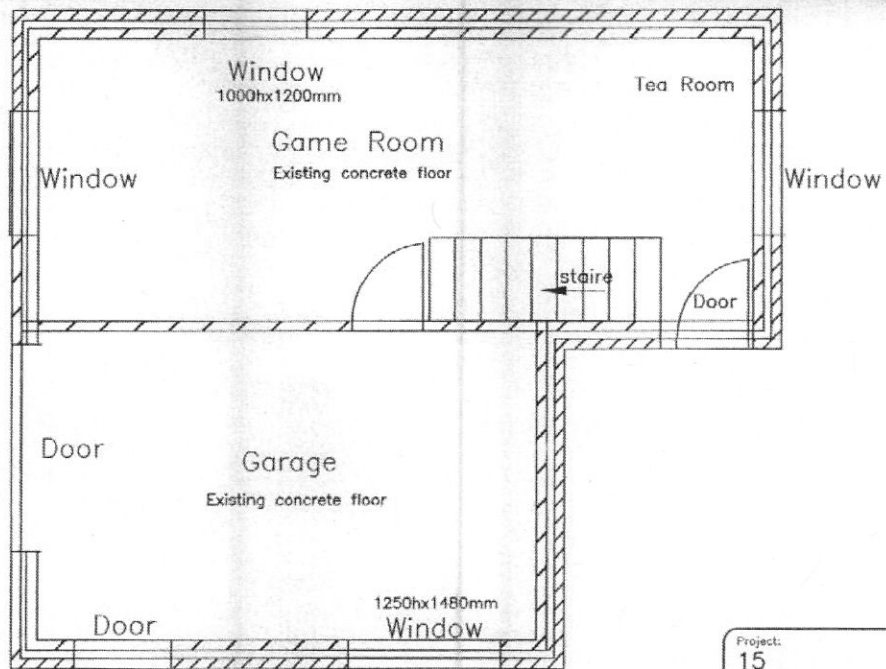 Window
1000hx1200mm
Tea Room
Game Room
Existing concrete floor
Window
Window
staire
Door
Door
Garage
Existing concrete floor
1250hx1480mm
Door
Window
Project:
15